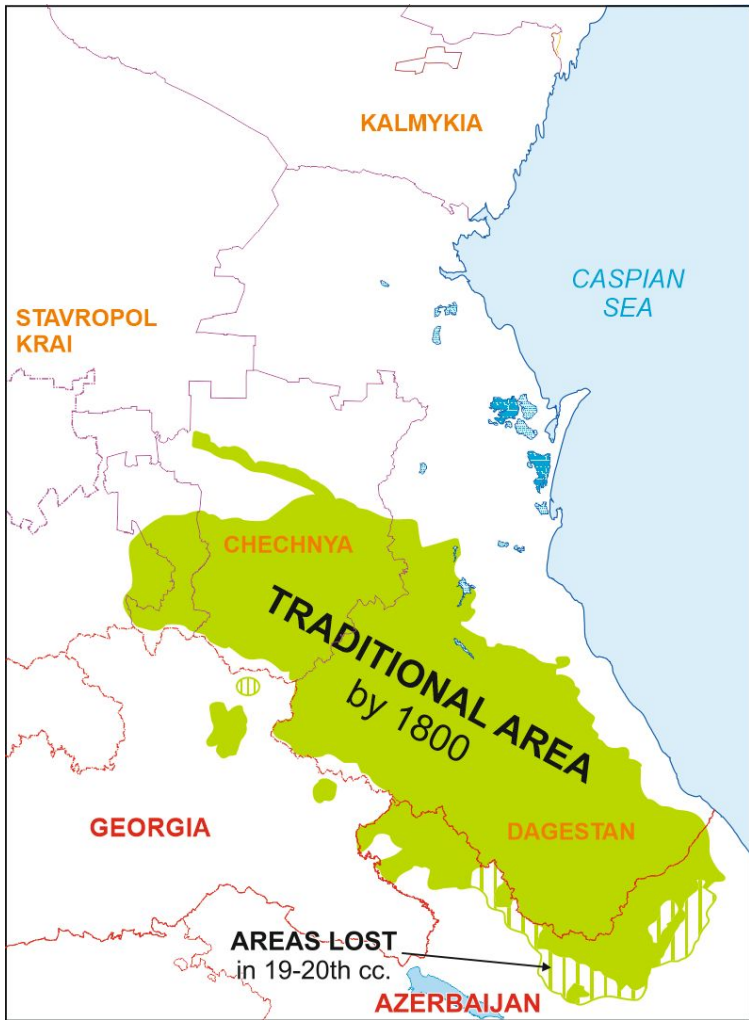 KALMYKIA
CASPIAN
SEA
STAVROPOL
KRAI
CHECHNYA
TRADITIONAL AREA
by 1800
GEORGIA
DAGESTAN
AREAS LOST
in 19-20th cc.
AZERBAIJAN